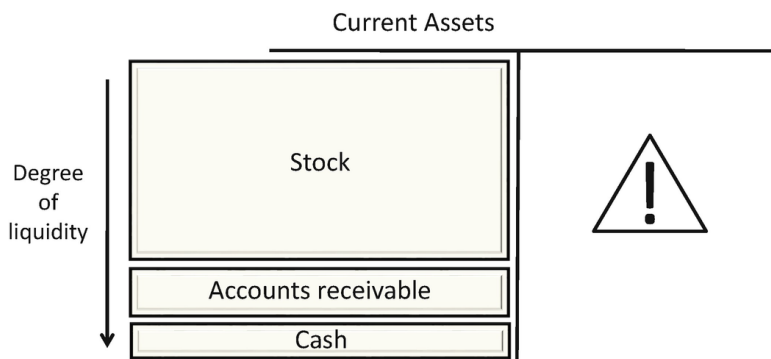 Current Assets
Stock
Degree
of
liquidity
!
Accounts receivable
Cash